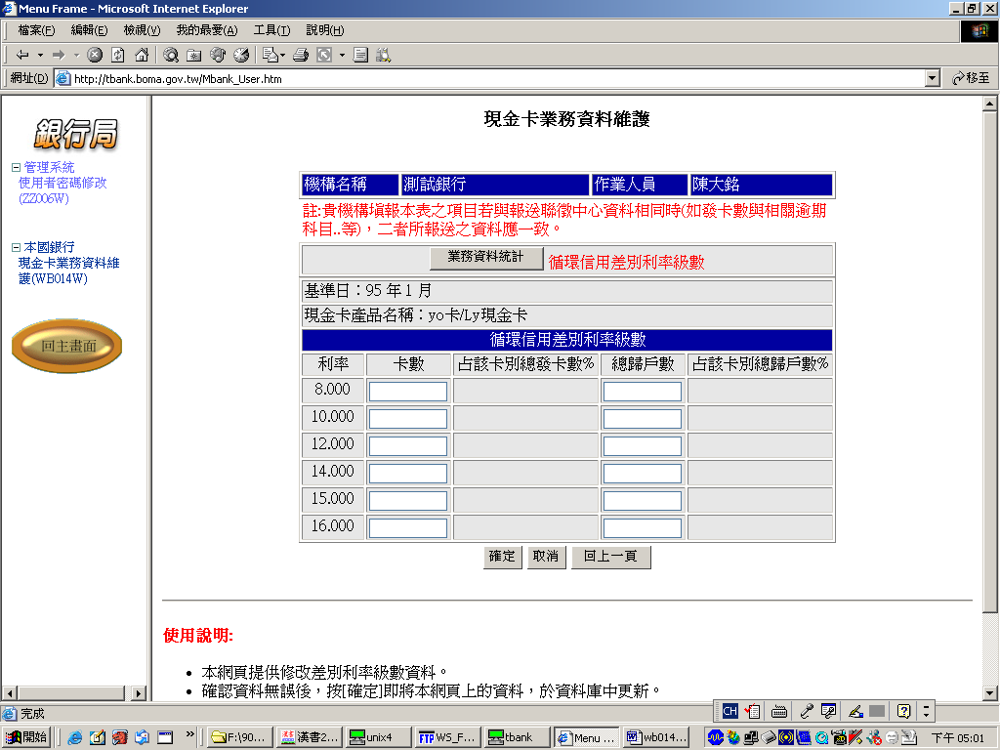 Menu Frame - Microsoft Internet Explorer
檔案(F) 編輯(E) 檢視(V) 我的最愛(A) 工具(T) 說明(H)
網址(D) http://tbank.boma.gov.tw/Mbank_User.htm 移至
銀行局
管理系統
使用者密碼修改
(ZZ006W)
本國銀行
現金卡業務資料維
護(WB014W)
回主畫面
現金卡業務資料維護
機構名稱 測試銀行 作業人員 陳大銘
註:貴機構填報本表之項目若與報送聯徵中心資料相同時(如發卡數與相關逾期
科目..等)，二者所報送之資料應一致。
業務資料統計 循環信用差別利率級數
基準日：95 年 1 月
現金卡產品名稱：yo卡/Ly現金卡
循環信用差別利率級數
利率 卡數 占該卡別總發卡數% 總歸戶數 占該卡別總歸戶數%
8.000
10.000
12.000
14.000
15.000
16.000
確定 取消 回上一頁
使用說明:
• 本網頁提供修改差別利率級數資料。
• 確認資料無誤後，按[確定]即將本網頁上的資料，於資料庫中更新。
完成
CH
開始 F:\90... 漢書2... unix4 WS_F... tbank Menu ... wb014... 下午 05:01